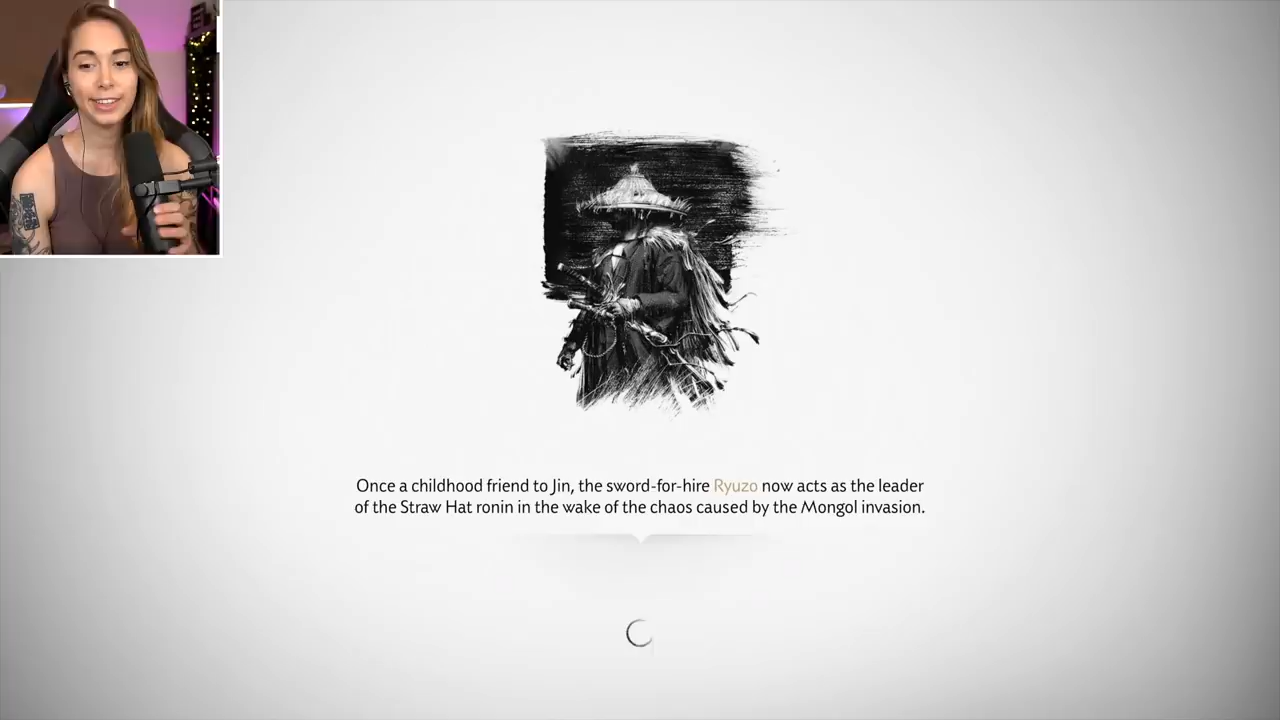 Once a childhood friend to Jin, the sword-for-hire Ryuzo now acts as the leader
of the Straw Hat ronin in the wake of the chaos caused by the Mongol invasion.